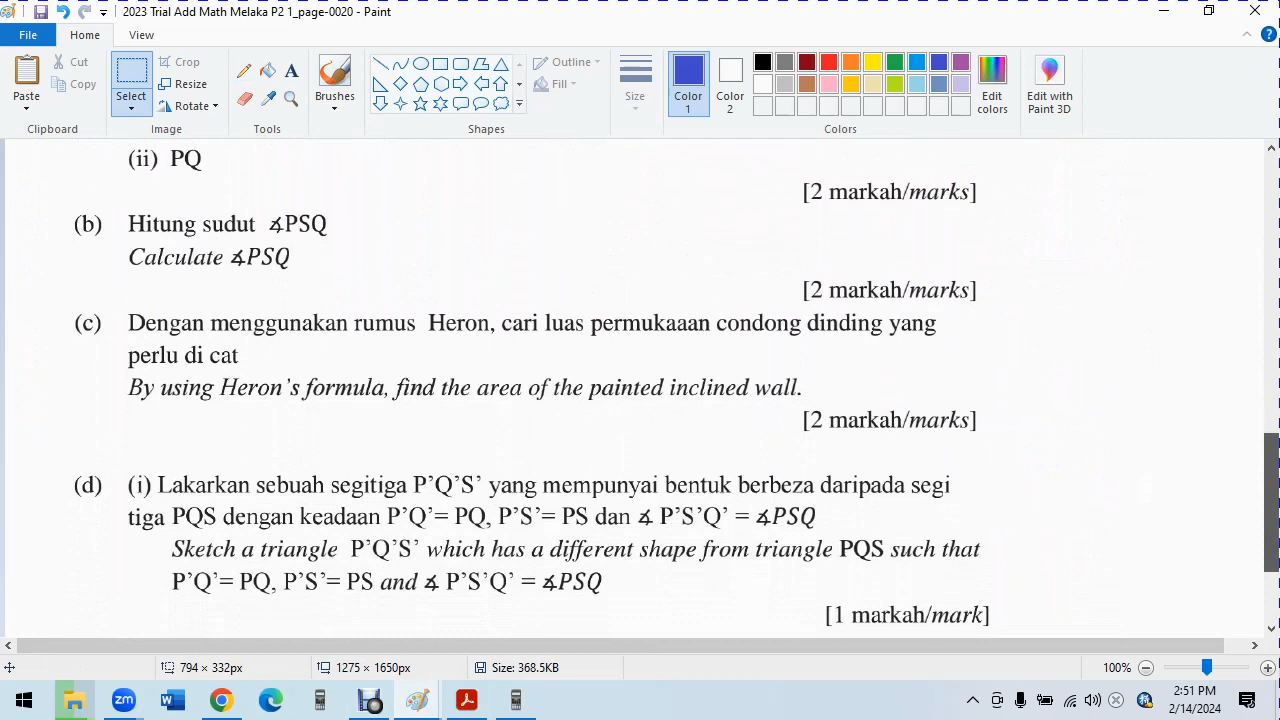 2023 Trial Add Math Melaka P2 1_page-0020 - Paint
File Home View
Paste
Cut
Copy
Clipboard
Select
Crop
Resize
Rotate
Image
A
Tools
Brushes
Outline
Fill
Shapes
Size
Color 1
Color 2
Edit colors
Colors
Edit with Paint 3D
(ii) PQ
[2 markah/marks]
(b) Hitung sudut ∡PSQ
Calculate ∡PSQ
[2 markah/marks]
(c) Dengan menggunakan rumus Heron, cari luas permukaaan condong dinding yang
perlu di cat
By using Heron's formula, find the area of the painted inclined wall.
[2 markah/marks]
(d) (i) Lakarkan sebuah segitiga P'Q'S' yang mempunyai bentuk berbeza daripada segi
tiga PQS dengan keadaan P'Q'= PQ, P'S'= PS dan ∡ P'S'Q' = ∡PSQ
Sketch a triangle P'Q'S' which has a different shape from triangle PQS such that
P'Q'= PQ, P'S'= PS and ∡ P'S'Q' = ∡PSQ
[1 markah/mark]
794 × 332px 1275 × 1650px Size: 368.5KB 100%
zm W
2:51 PM
2/14/2024